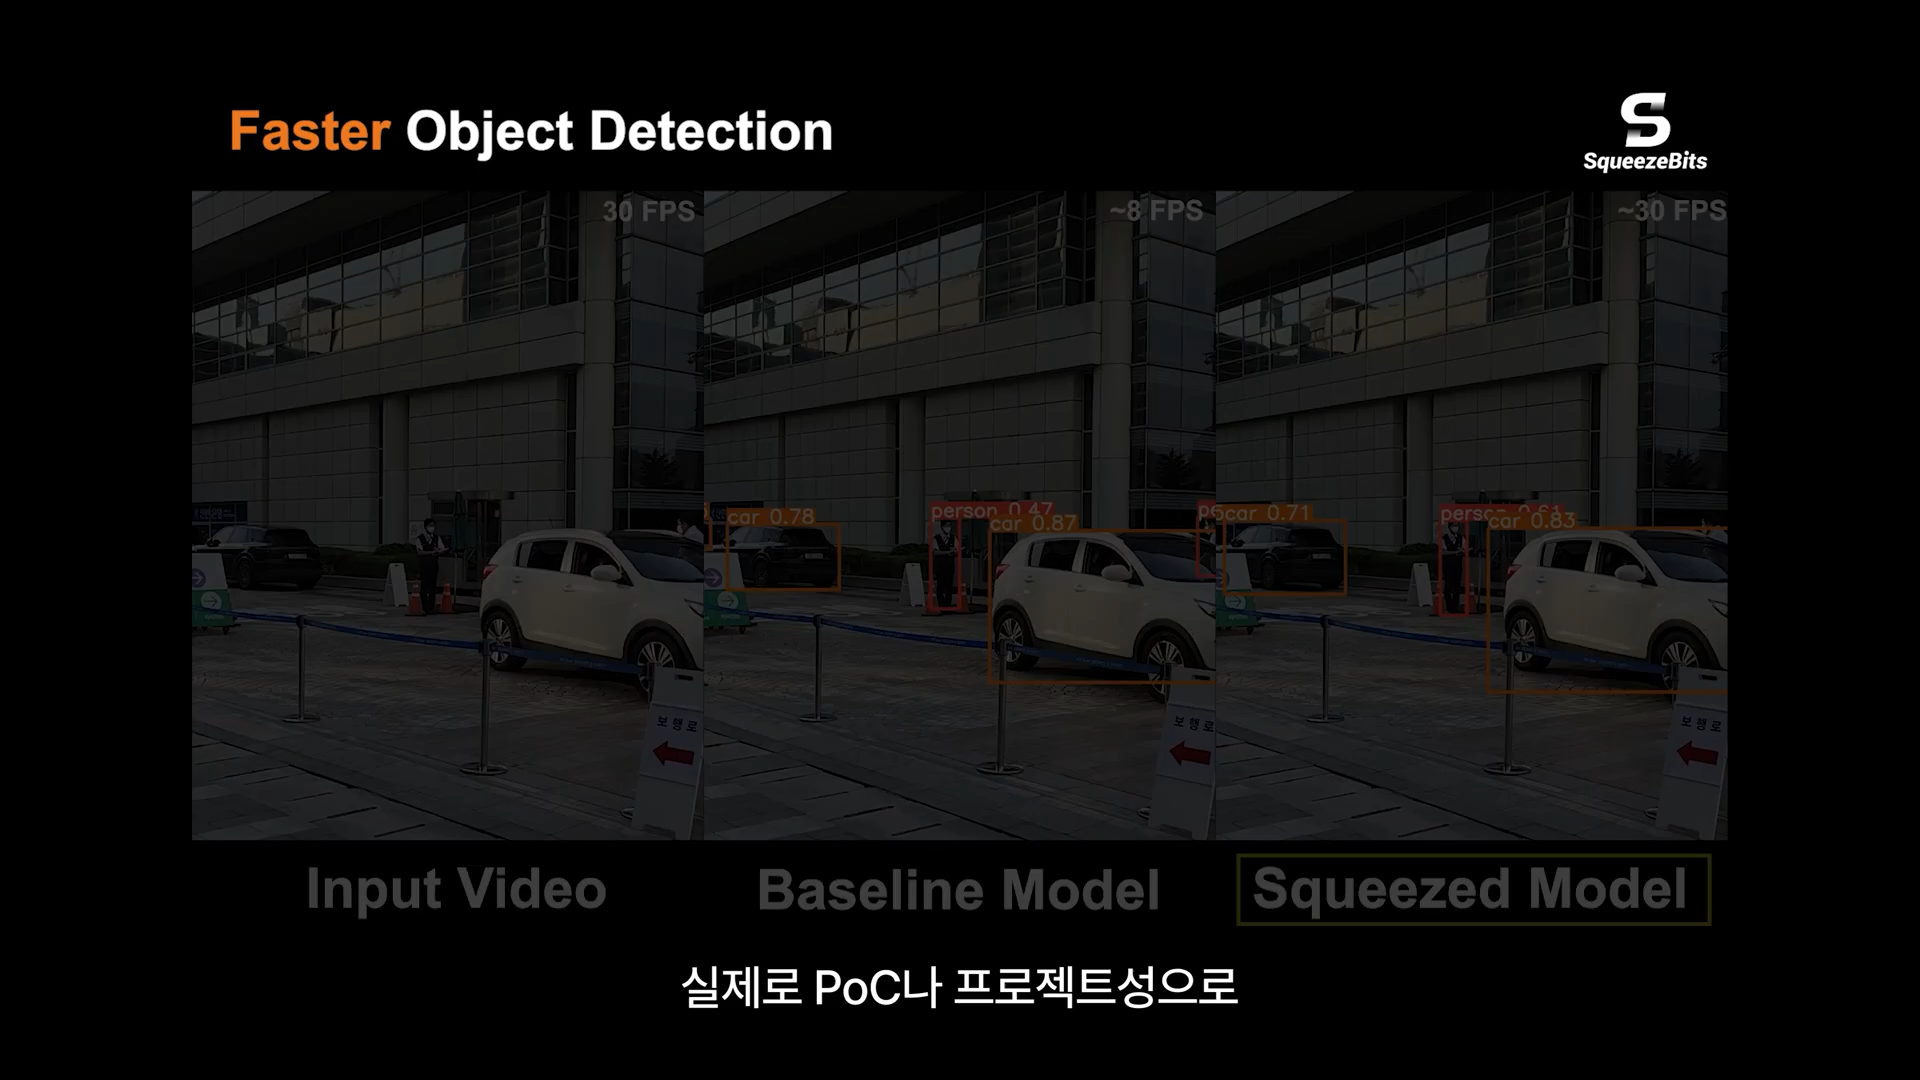 Faster Object Detection
SqueezeBits
30 FPS
~8 FPS
~30 FPS
car 0.78
person 0.47
car 0.87
car 0.71
car 0.83
보행로
보행로
보행로
Input Video
Baseline Model
Squeezed Model
실제로 PoC나 프로젝트성으로